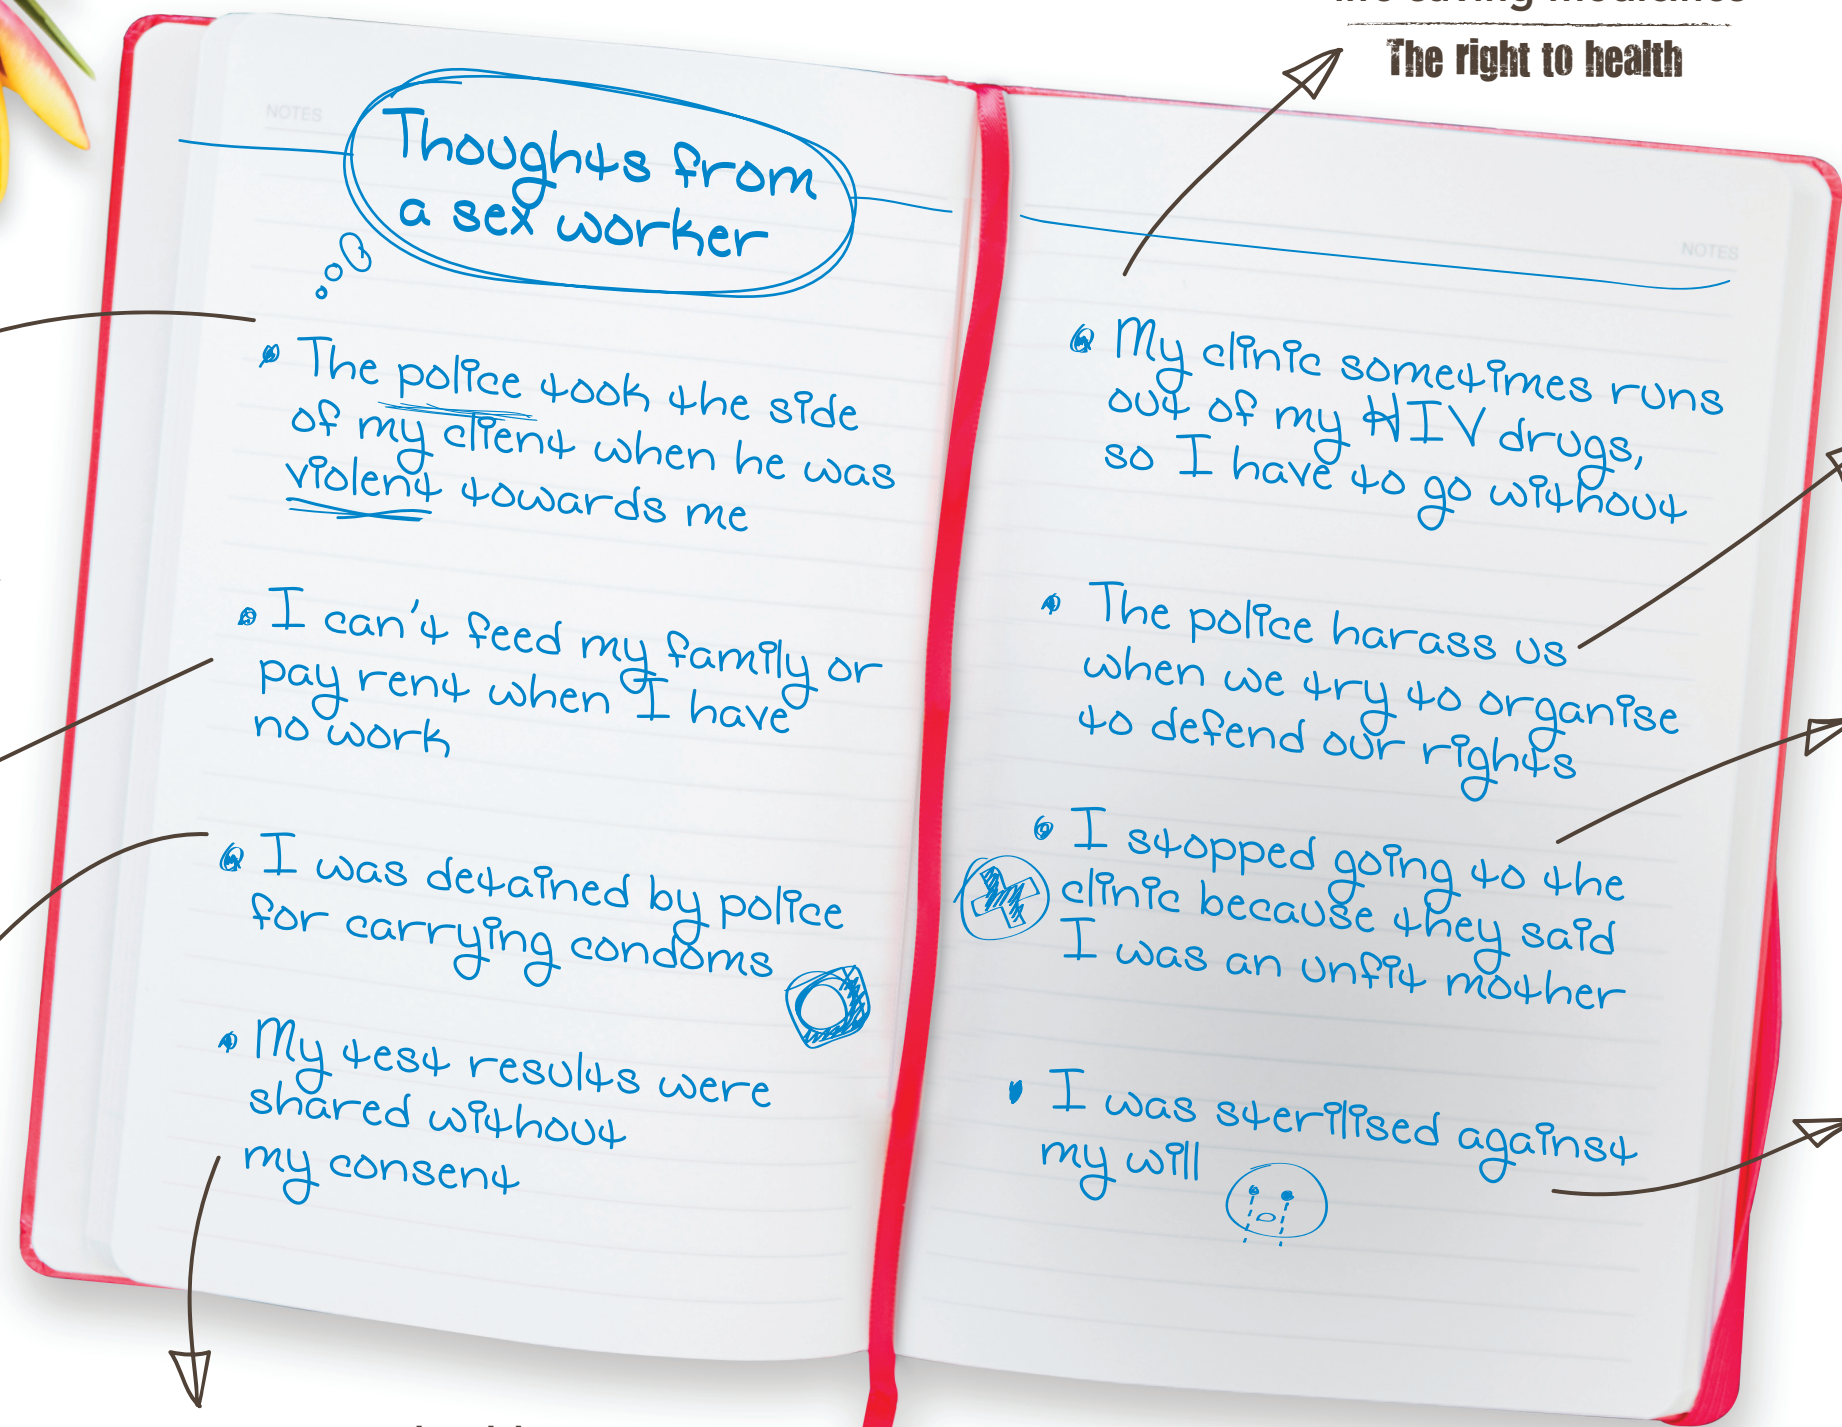 The right to health
NOTES
Thoughts from
a sex worker
The police took the side
of my client when he was
violent towards me
I can't feed my family or
pay rent when I have
no work
I was detained by police
for carrying condoms
My test results were
shared without
my consent
NOTES
My clinic sometimes runs
out of my HIV drugs,
so I have to go without
The police harass us
when we try to organise
to defend our rights
I stopped going to the
clinic because they said
I was an unfit mother
I was sterilised against
my will